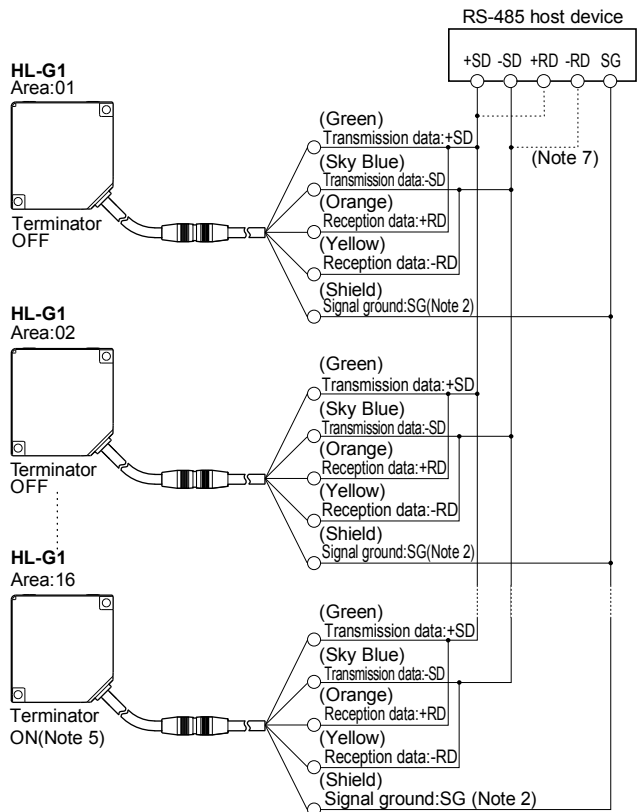 RS-485 host device
+SD -SD +RD -RD SG
(Note 7)
HL-G1
Area:01
Terminator
OFF
(Green)
Transmission data:+SD
(Sky Blue)
Transmission data:-SD
(Orange)
Reception data:+RD
(Yellow)
Reception data:-RD
(Shield)
Signal ground:SG(Note 2)
HL-G1
Area:02
Terminator
OFF
(Green)
Transmission data:+SD
(Sky Blue)
Transmission data:-SD
(Orange)
Reception data:+RD
(Yellow)
Reception data:-RD
(Shield)
Signal ground:SG(Note 2)
HL-G1
Area:16
Terminator
ON(Note 5)
(Green)
Transmission data:+SD
(Sky Blue)
Transmission data:-SD
(Orange)
Reception data:+RD
(Yellow)
Reception data:-RD
(Shield)
Signal ground:SG (Note 2)